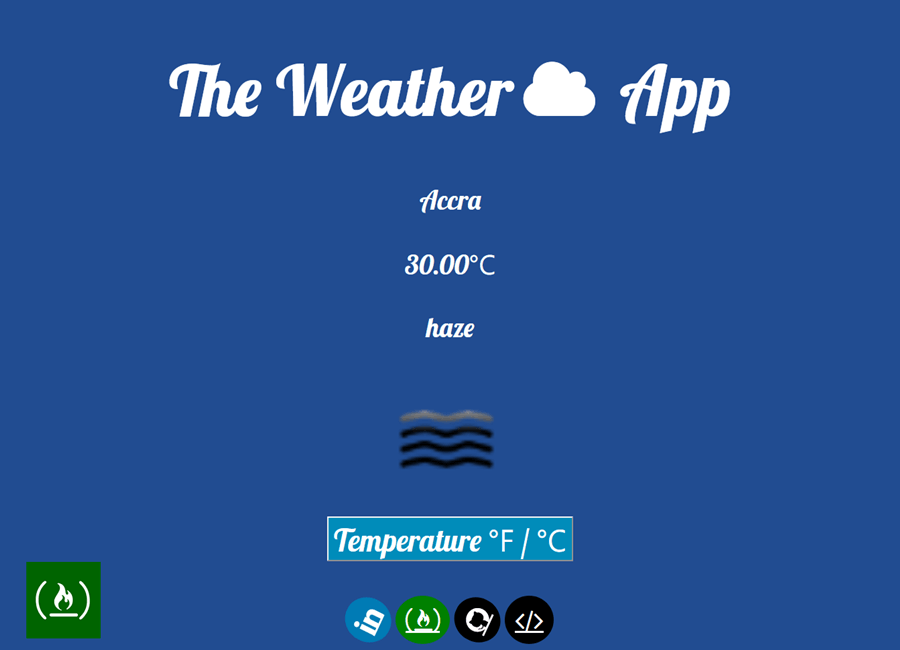 The Weather App
Accra
30.00°C
haze
Temperature °F / °C